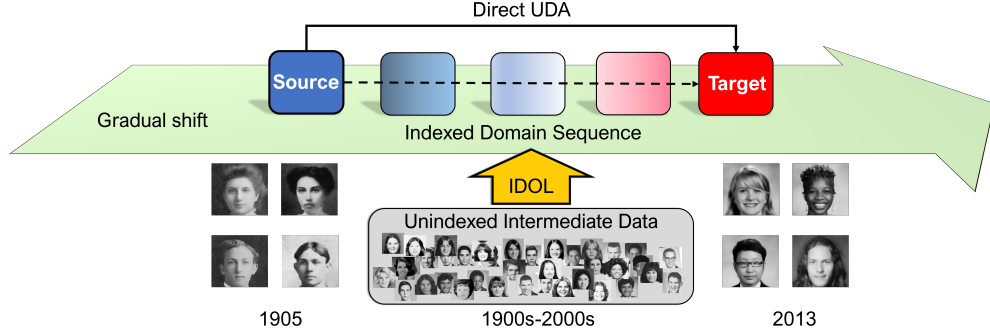 Direct UDA
Source
Target
Gradual shift
Indexed Domain Sequence
IDOL
Unindexed Intermediate Data
1905
1900s-2000s
2013